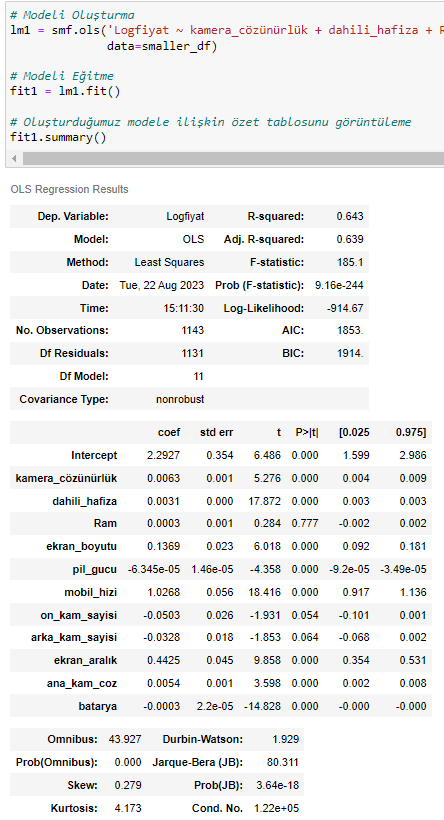 # Modeli Oluşturma
lm1 = smf.ols('Logfiyat ~ kamera_cözünürlük + dahili_hafiza + R
data=smaller_df)
# Modeli Eğitme
fit1 = lm1.fit()
# Oluşturduğumuz modele ilişkin özet tablosunu görüntüleme
fit1.summary()
OLS Regression Results
Dep. Variable: Logfiyat R-squared: 0.643
Model: OLS Adj. R-squared: 0.639
Method: Least Squares F-statistic: 185.1
Date: Tue, 22 Aug 2023 Prob (F-statistic): 9.16e-244
Time: 15:11:30 Log-Likelihood: -914.67
No. Observations: 1143 AIC: 1853.
Df Residuals: 1131 BIC: 1914.
Df Model: 11
Covariance Type: nonrobust
coef std err t P>|t| [0.025 0.975]
Intercept 2.2927 0.354 6.486 0.000 1.599 2.986
kamera_cözünürlük 0.0063 0.001 5.276 0.000 0.004 0.009
dahili_hafiza 0.0031 0.000 17.872 0.000 0.003 0.003
Ram 0.0003 0.001 0.284 0.777 -0.002 0.002
ekran_boyutu 0.1369 0.023 6.018 0.000 0.092 0.181
pil_gucu -6.345e-05 1.46e-05 -4.358 0.000 -9.2e-05 -3.49e-05
mobil_hizi 1.0268 0.056 18.416 0.000 0.917 1.136
on_kam_sayisi -0.0503 0.026 -1.931 0.054 -0.101 0.001
arka_kam_sayisi -0.0328 0.018 -1.853 0.064 -0.068 0.002
ekran_aralık 0.4425 0.045 9.858 0.000 0.354 0.531
ana_kam_coz 0.0054 0.001 3.598 0.000 0.002 0.008
batarya -0.0003 2.2e-05 -14.828 0.000 -0.000 -0.000
Omnibus: 43.927 Durbin-Watson: 1.929
Prob(Omnibus): 0.000 Jarque-Bera (JB): 80.311
Skew: 0.279 Prob(JB): 3.64e-18
Kurtosis: 4.173 Cond. No. 1.22e+05